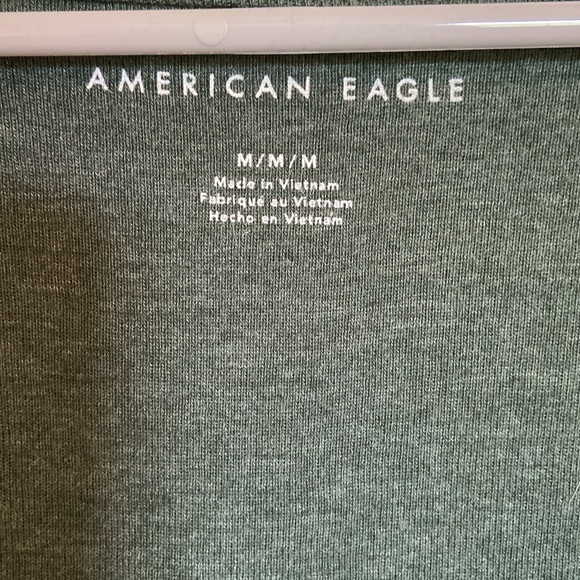 AMERICAN EAGLE
M/M/M
Made in Vietnam
Fabriqué au Vietnam
Hecho en Vietnam